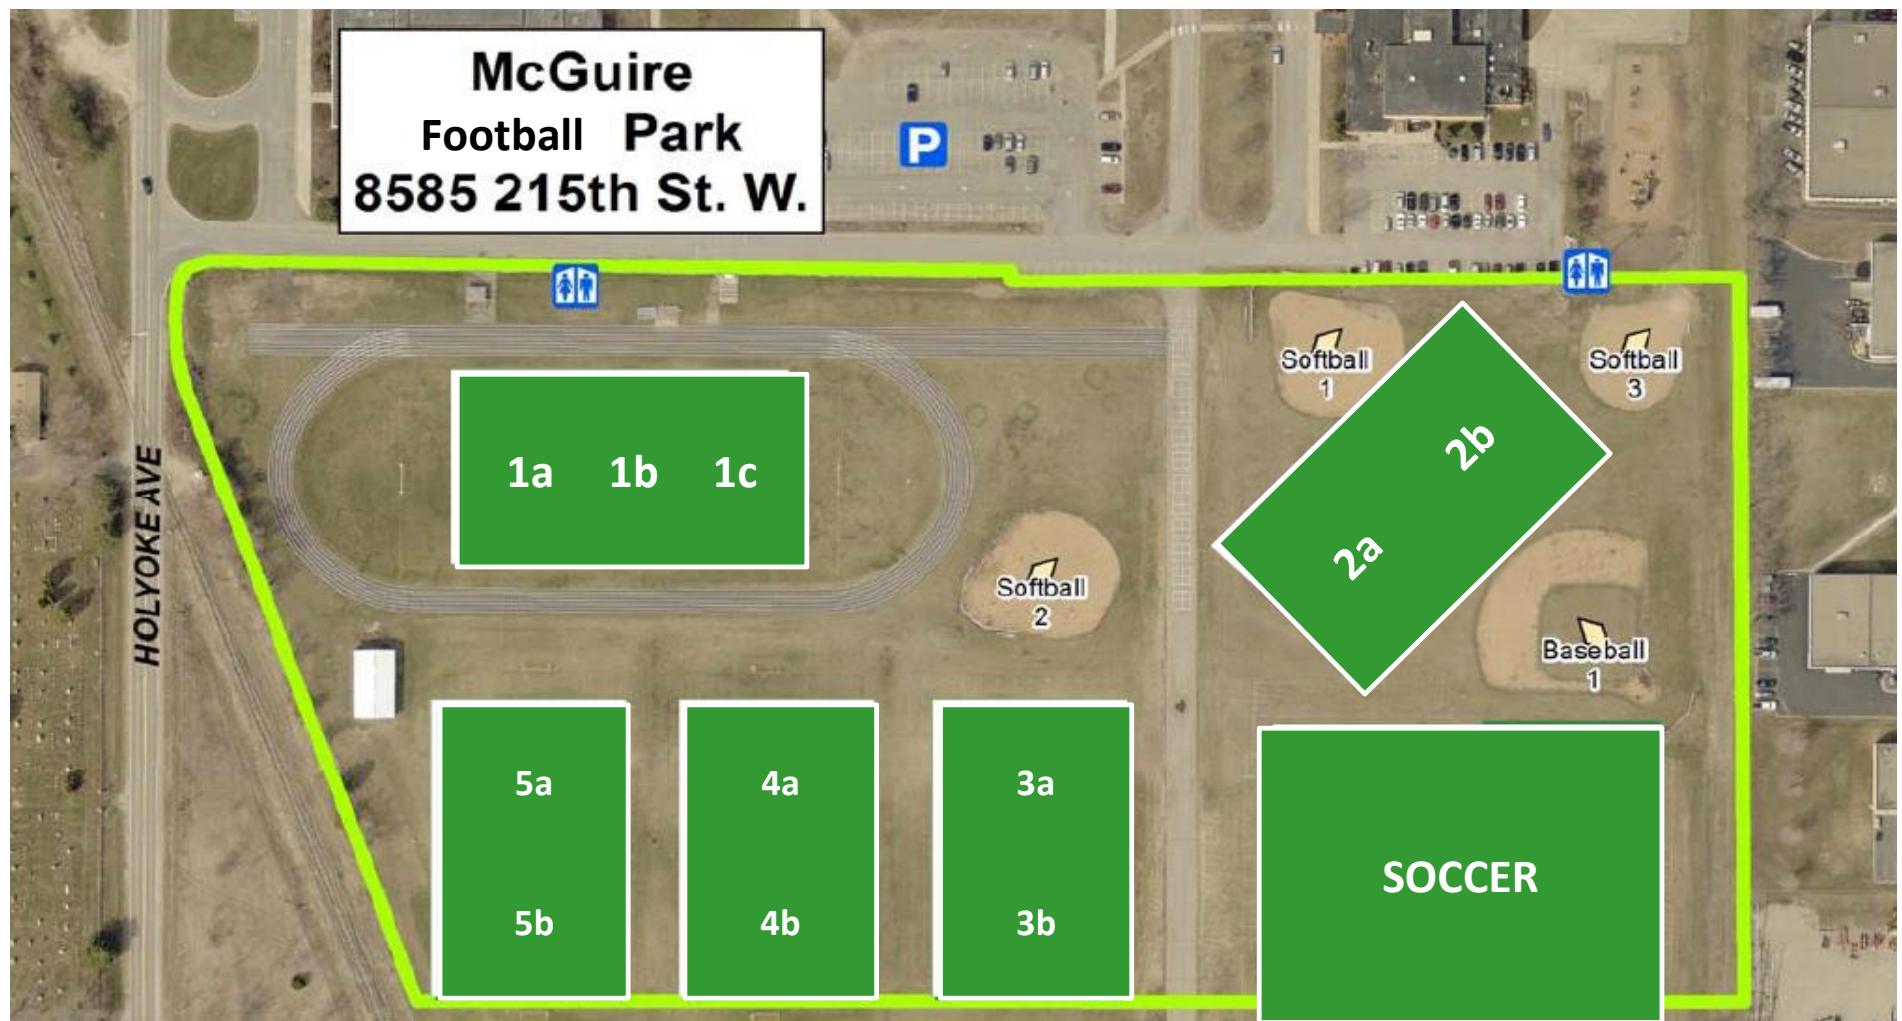 McGuire
Football Park
8585 215th St. W.
P
HOLYOKE AVE
Softball
1
Softball
3
2b
1a 1b 1c
2a
Softball
2
Baseball
1
5a 4a 3a
SOCCER
5b 4b 3b